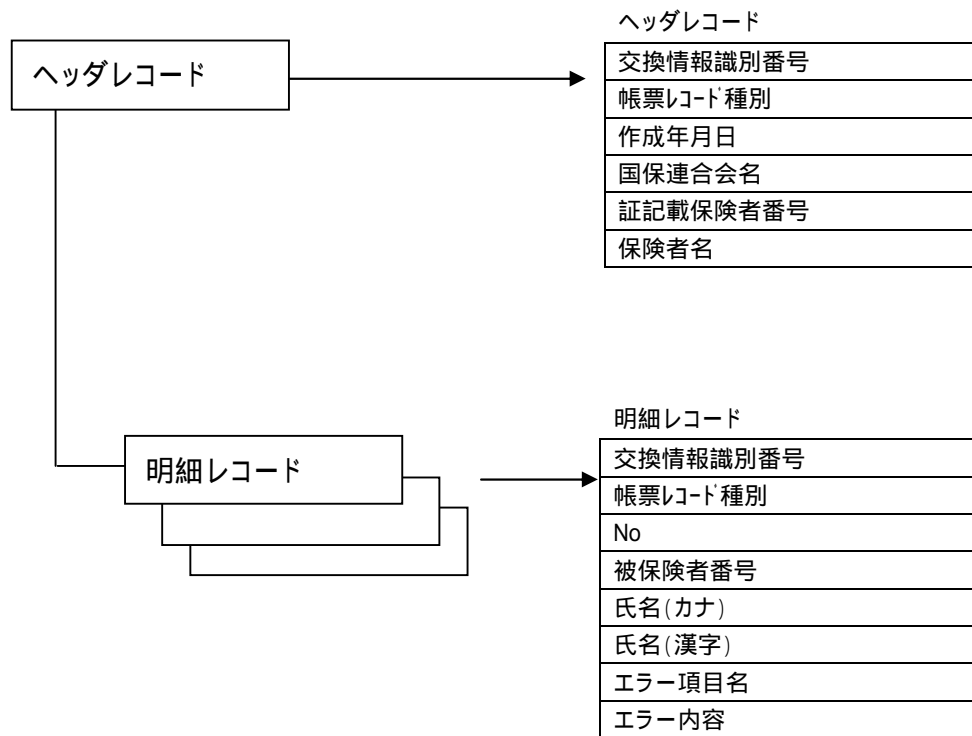 ヘッダレコード
ヘッダレコード
交換情報識別番号
帳票ﾚｺｰﾄﾞ種別
作成年月日
国保連合会名
証記載保険者番号
保険者名
明細レコード
明細レコード
交換情報識別番号
帳票ﾚｺｰﾄﾞ種別
No
被保険者番号
氏名(カナ)
氏名(漢字)
エラー項目名
エラー内容